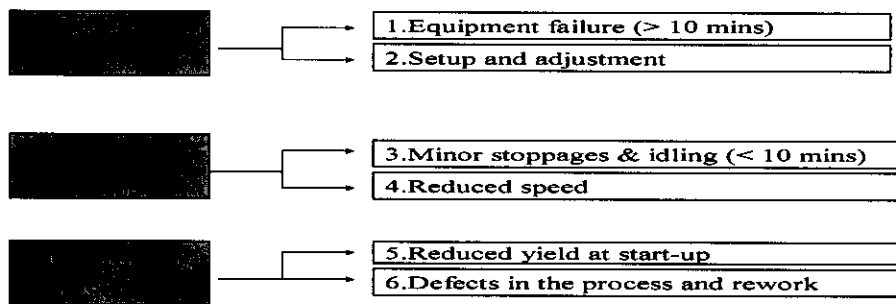 1.Equipment failure (> 10 mins)
2.Setup and adjustment
3.Minor stoppages & idling (< 10 mins)
4.Reduced speed
5.Reduced yield at start-up
6.Defects in the process and rework